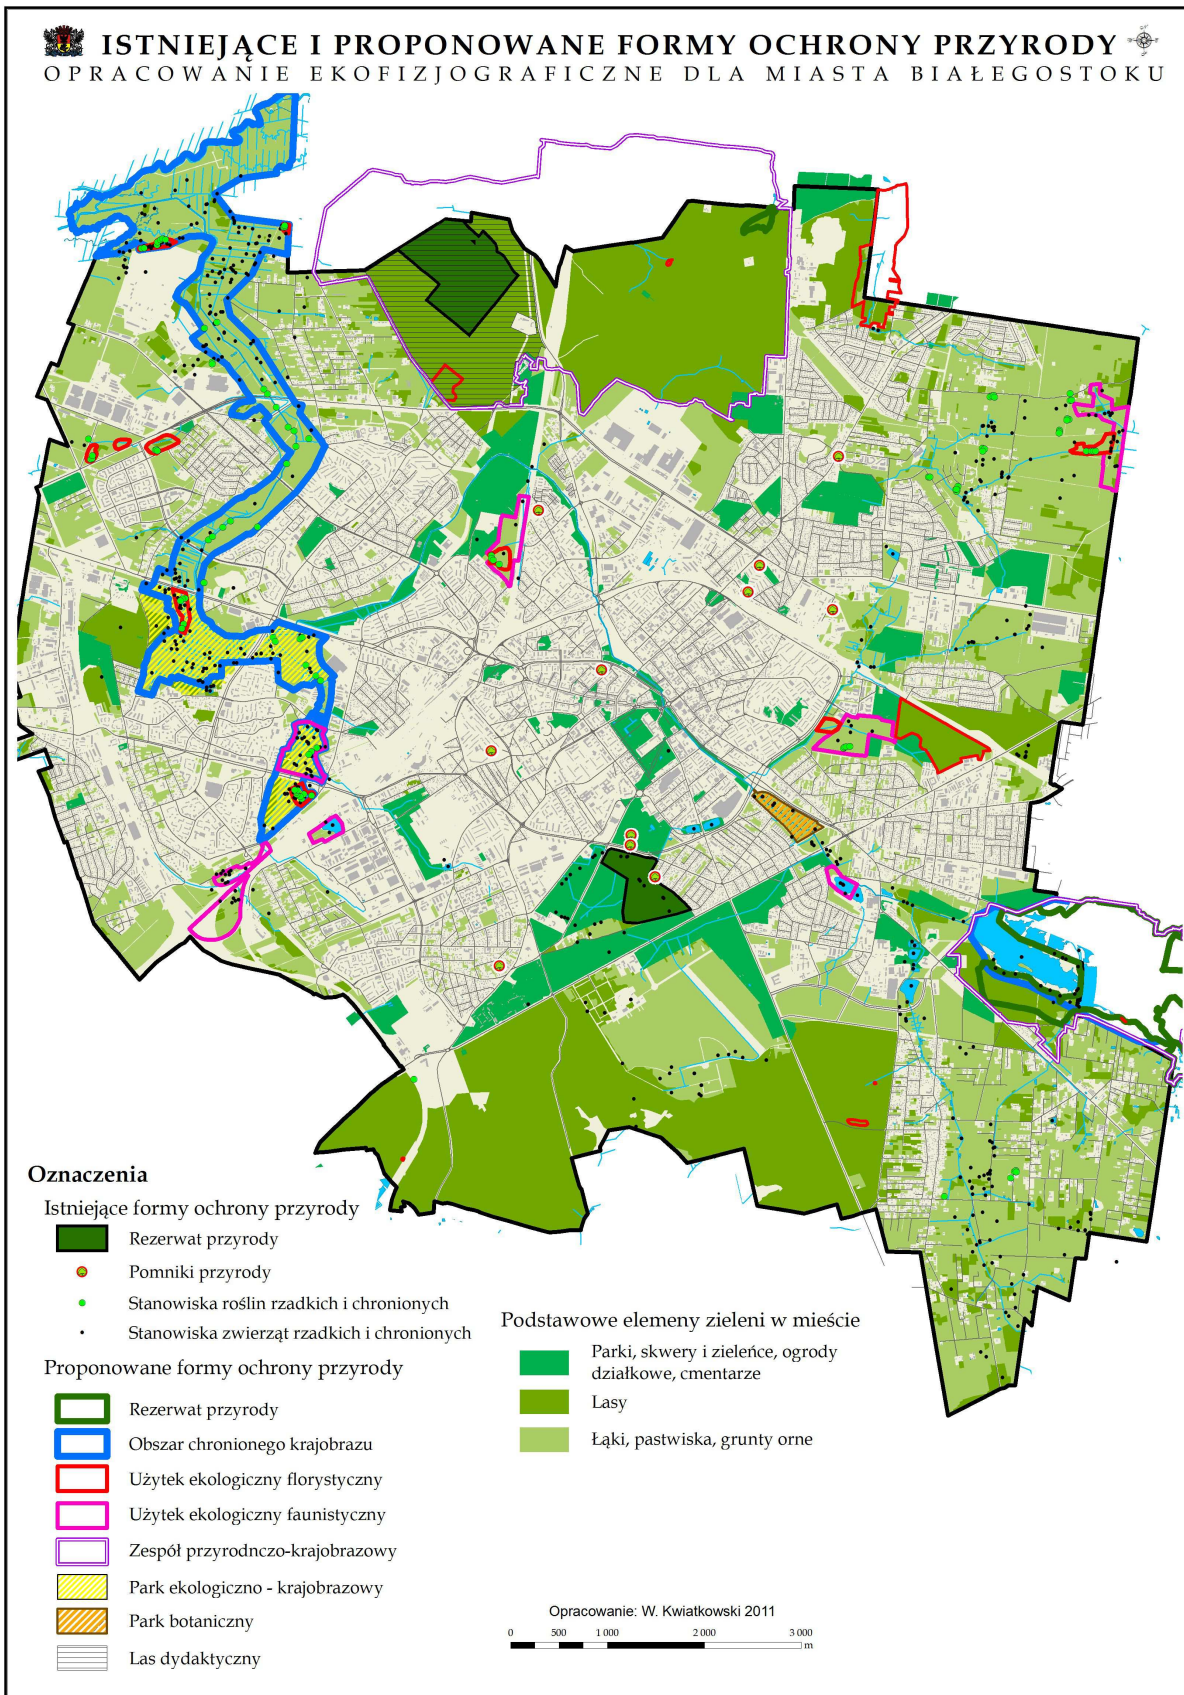 ISTNIEJĄCE I PROPONOWANE FORMY OCHRONY PRZYRODY
OPRACOWANIE EKOFIZJOGRAFICZNE DLA MIASTA BIAŁEGOSTOKU
Oznaczenia
Istniejące formy ochrony przyrody
Rezerwat przyrody
Pomniki przyrody
Stanowiska roślin rzadkich i chronionych
Stanowiska zwierząt rzadkich i chronionych
Proponowane formy ochrony przyrody
Rezerwat przyrody
Obszar chronionego krajobrazu
Użytek ekologiczny florystyczny
Użytek ekologiczny faunistyczny
Zespół przyrodnczo-krajobrazowy
Park ekologiczno - krajobrazowy
Park botaniczny
Las dydaktyczny
Podstawowe elemeny zieleni w mieście
Parki, skwery i zieleńce, ogrody
działkowe, cmentarze
Lasy
Łąki, pastwiska, grunty orne
Opracowanie: W. Kwiatkowski 2011
0 500 1 000 2 000 3 000
m